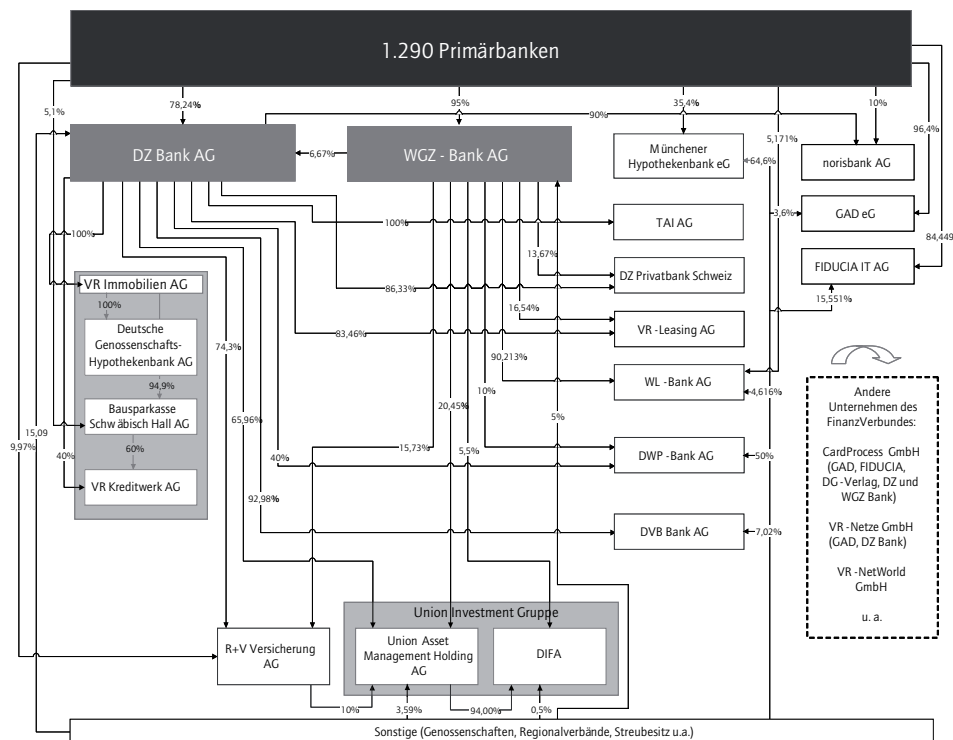 1.290 Primärbanken
5,1%
78,24%
95%
35,4%
10%
90%
5,171%
96,4%
DZ Bank AG
6,67%
WGZ - Bank AG
Münchener
Hypothekenbank eG
64,6%
norisbank AG
100%
100%
TAI AG
3,6%
GAD eG
84,449
13,67%
DZ Privatbank Schweiz
FIDUCIA IT AG
VR Immobilien AG
86,33%
15,551%
100%
16,54%
Deutsche
Genossenschafts-
Hypothekenbank AG
74,3%
83,46%
VR -Leasing AG
90,213%
94,9%
WL -Bank AG
4,616%
10%
20,45%
5%
Bausparkasse
Schwäbisch Hall AG
65,96%
9,97%
15,09
40%
60%
40%
15,73%
5,5%
DWP -Bank AG
50%
VR Kreditwerk AG
92,98%
DVB Bank AG
7,02%
Andere
Unternehmen des
FinanzVerbundes:
CardProcess GmbH
(GAD, FIDUCIA,
DG -Verlag, DZ und
WGZ Bank)
VR -Netze GmbH
(GAD, DZ Bank)
VR -NetWorld
GmbH
u. a.
Union Investment Gruppe
R+V Versicherung
AG
Union Asset
Management Holding
AG
DIFA
10%
3,59%
94,00%
0,5%
Sonstige (Genossenschaften, Regionalverbände, Streubesitz u.a.)